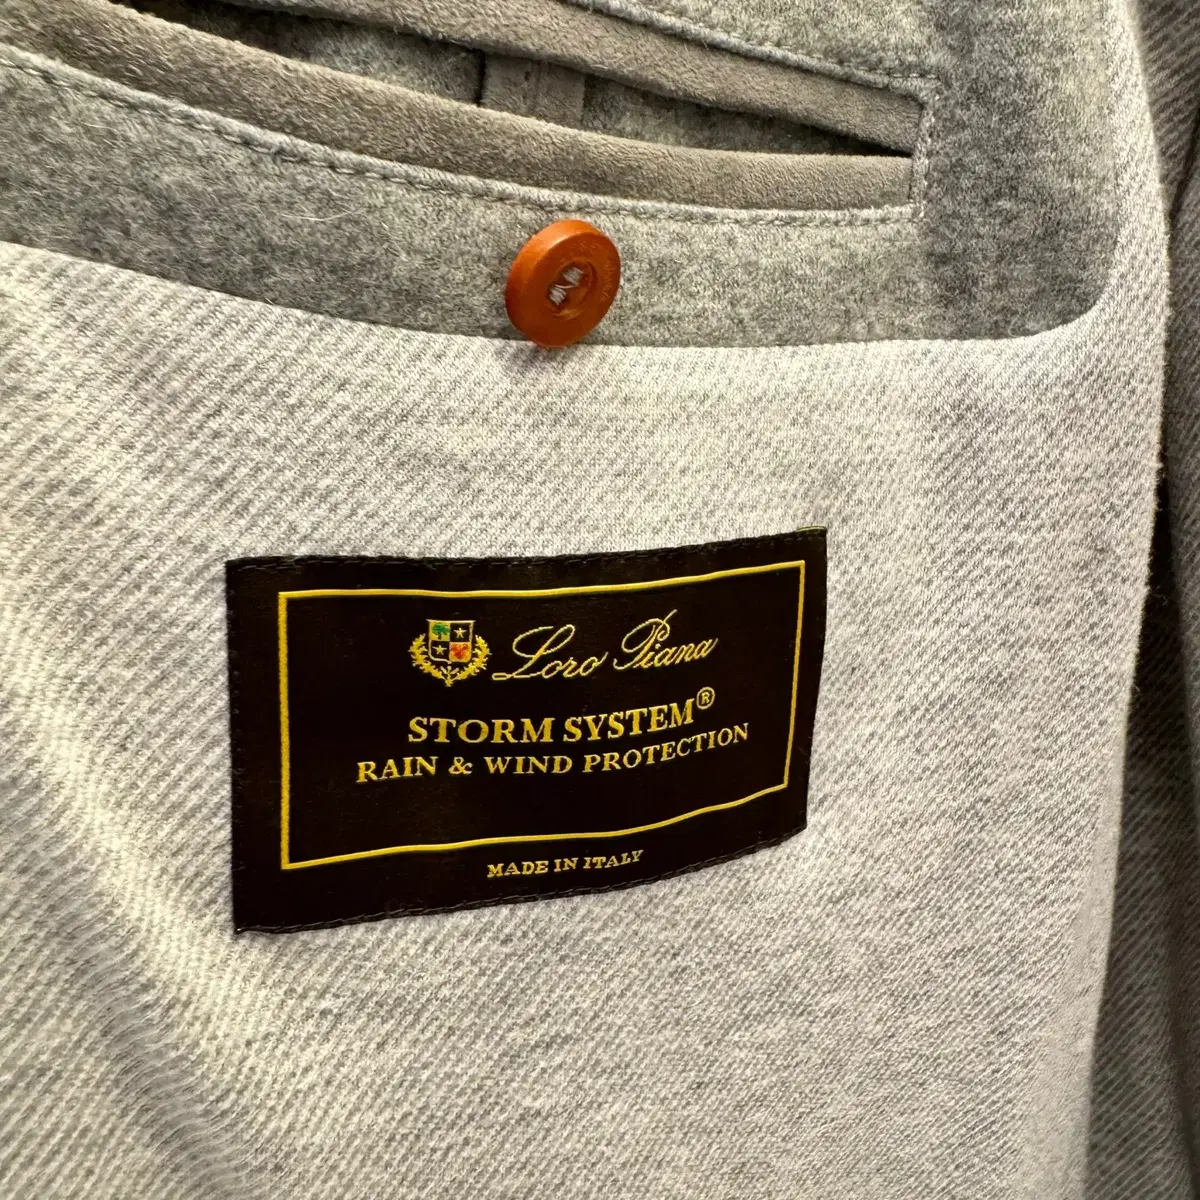 Loro Piana
STORM SYSTEM®
RAIN & WIND PROTECTION
MADE IN ITALY